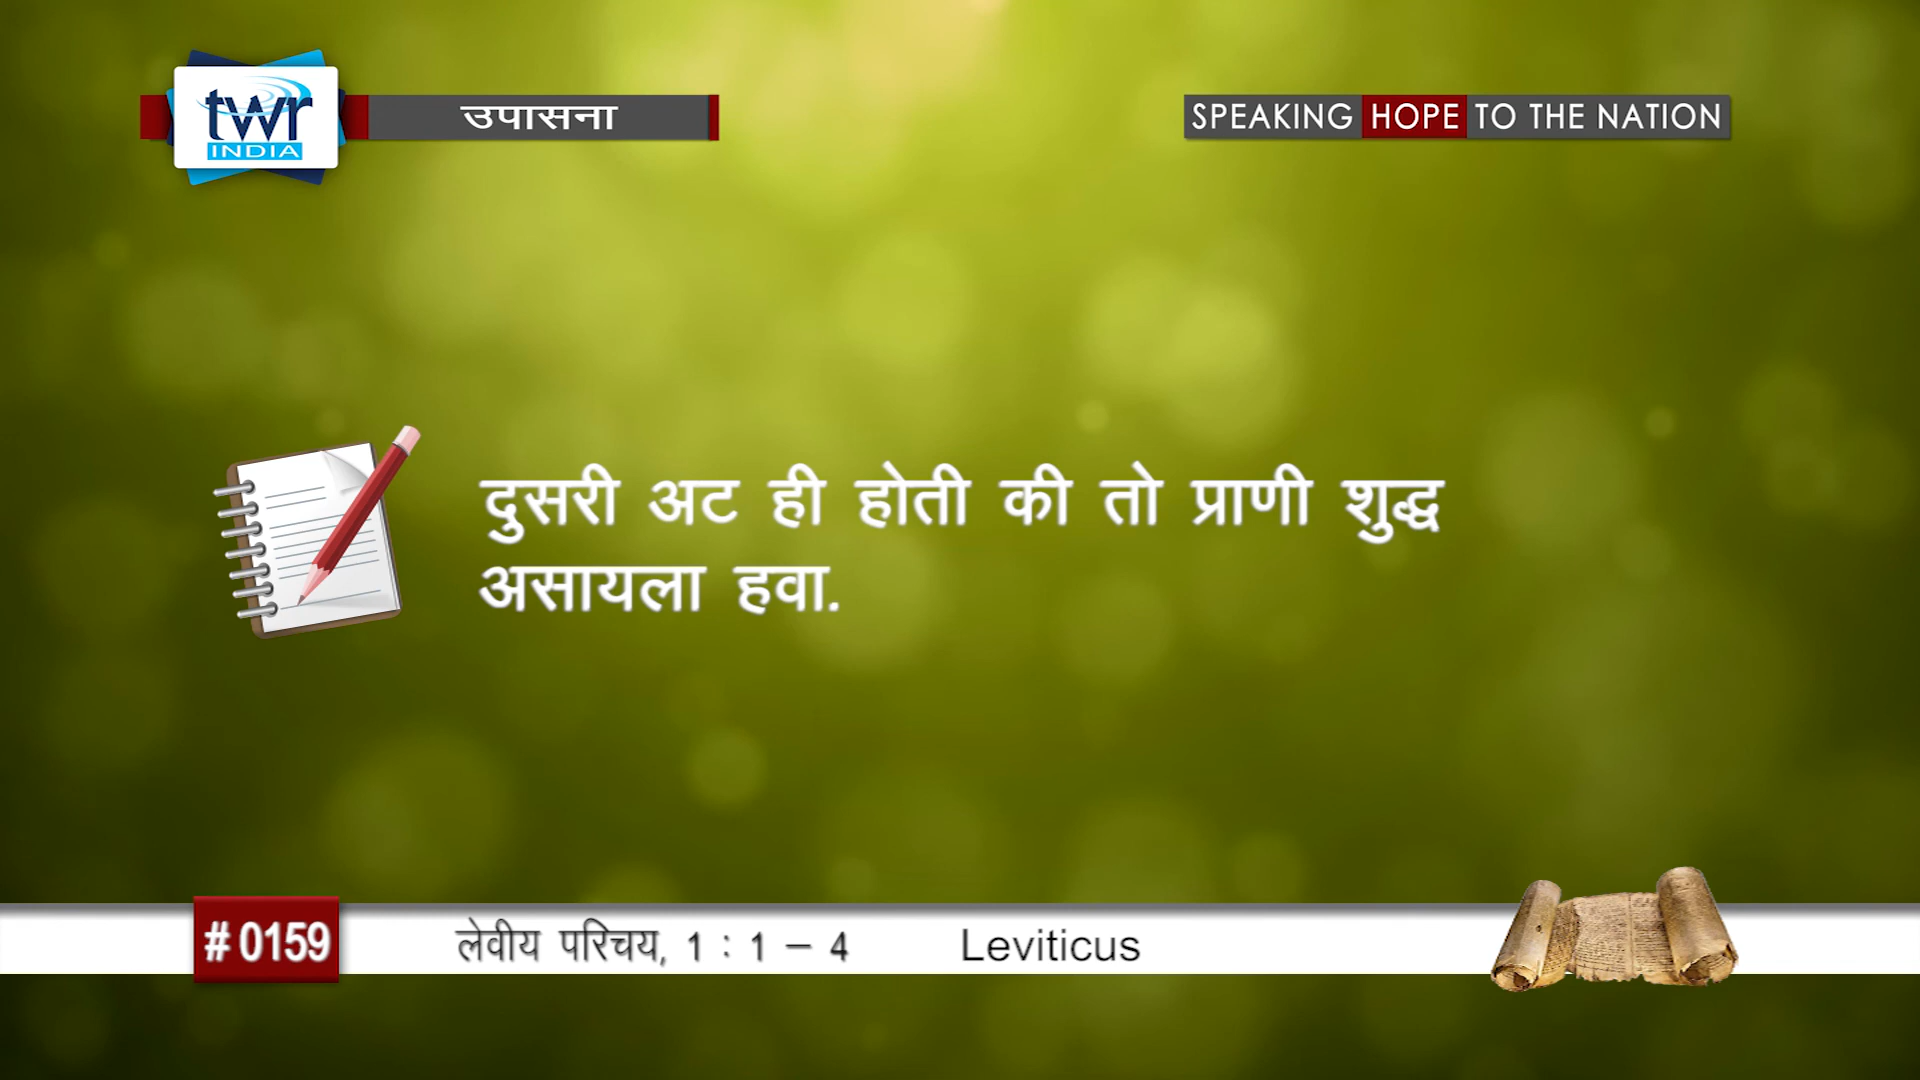 twr
INDIA
उपासना
SPEAKING HOPE TO THE NATION
दुसरी अट ही होती की तो प्राणी शुद्ध
असायला हवा.
# 0159
लेवीय परिचय, 1 : 1 – 4
Leviticus